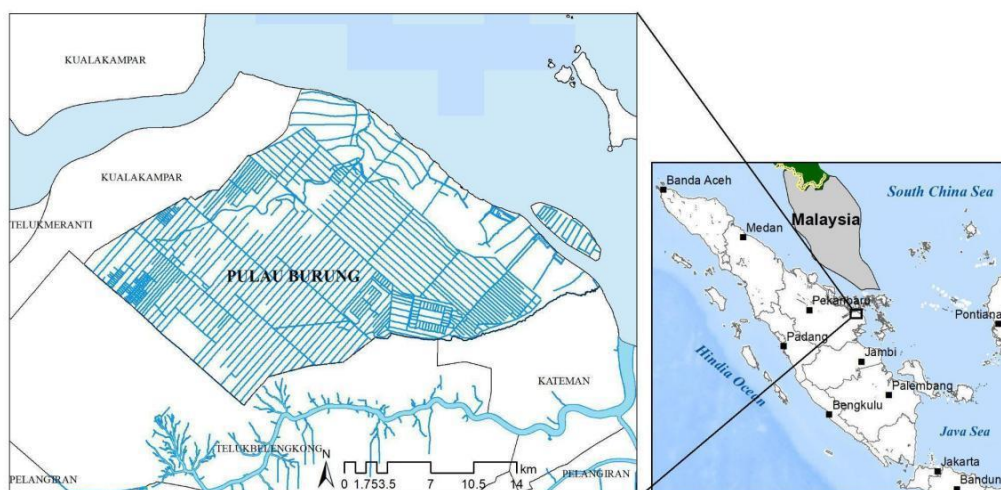 KUALAKAMPAR
KUALAKAMPAR
TELUKMERANTI
PULAU BURUNG
KATEMAN
TELUKBELENGKONG
PELANGIRAN
PELANGIRAN
N
km
0 1.753.5 7 10.5 14
Banda Aceh
South China Sea
Malaysia
Medan
Pekanbaru
Pontiana
Padang
Hindia Ocean
Jambi
Palembang
Bengkulu
Java Sea
Jakarta
Bandun